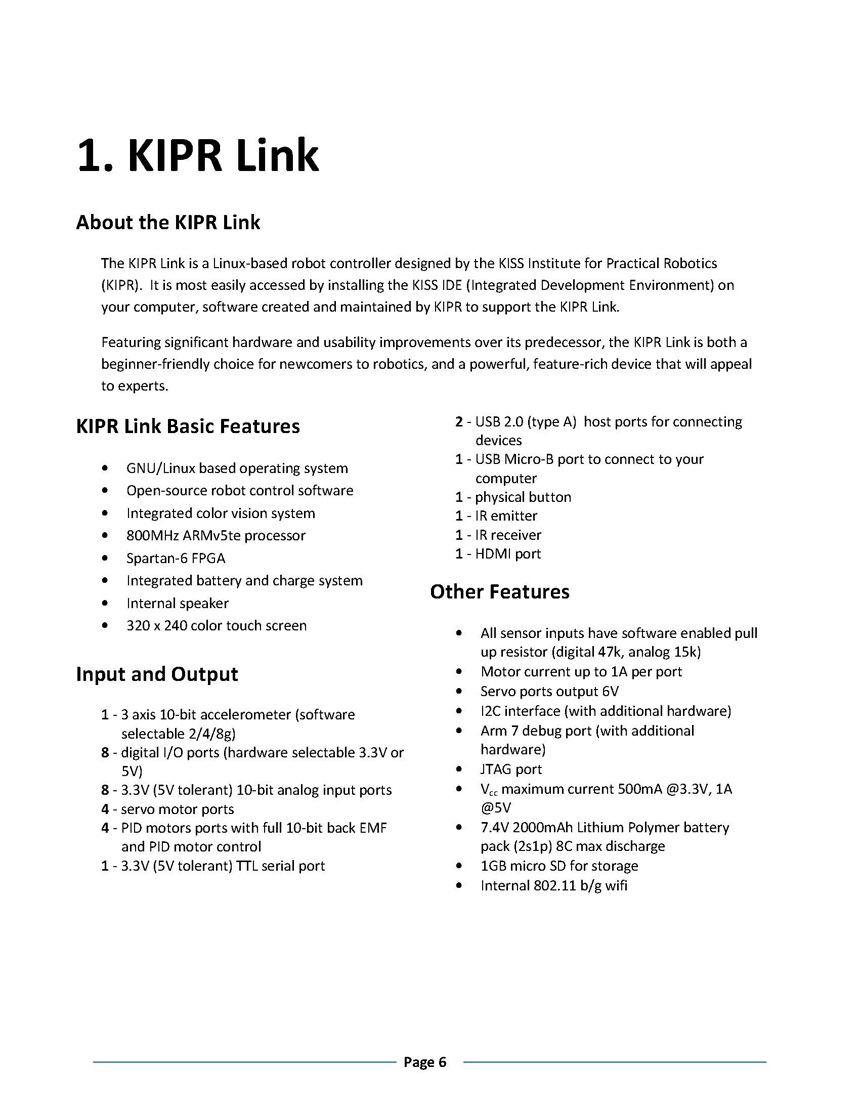 1. KIPR Link
About the KIPR Link
The KIPR Link is a Linux-based robot controller designed by the KISS Institute for Practical Robotics
(KIPR).  It is most easily accessed by installing the KISS IDE (Integrated Development Environment) on
your computer, software created and maintained by KIPR to support the KIPR Link.
Featuring significant hardware and usability improvements over its predecessor, the KIPR Link is both a
beginner-friendly choice for newcomers to robotics, and a powerful, feature-rich device that will appeal
to experts.
KIPR Link Basic Features
• GNU/Linux based operating system
• Open-source robot control software
• Integrated color vision system
• 800MHz ARMv5te processor
• Spartan-6 FPGA
• Integrated battery and charge system
• Internal speaker
• 320 x 240 color touch screen
Input and Output
1 - 3 axis 10-bit accelerometer (software
selectable 2/4/8g)
8 - digital I/O ports (hardware selectable 3.3V or
5V)
8 - 3.3V (5V tolerant) 10-bit analog input ports
4 - servo motor ports
4 - PID motors ports with full 10-bit back EMF
and PID motor control
1 - 3.3V (5V tolerant) TTL serial port
2 - USB 2.0 (type A)  host ports for connecting
devices
1 - USB Micro-B port to connect to your
computer
1 - physical button
1 - IR emitter
1 - IR receiver
1 - HDMI port
Other Features
• All sensor inputs have software enabled pull
up resistor (digital 47k, analog 15k)
• Motor current up to 1A per port
• Servo ports output 6V
• I2C interface (with additional hardware)
• Arm 7 debug port (with additional
hardware)
• JTAG port
• Vcc maximum current 500mA @3.3V, 1A
@5V
• 7.4V 2000mAh Lithium Polymer battery
pack (2s1p) 8C max discharge
• 1GB micro SD for storage
• Internal 802.11 b/g wifi
Page 6